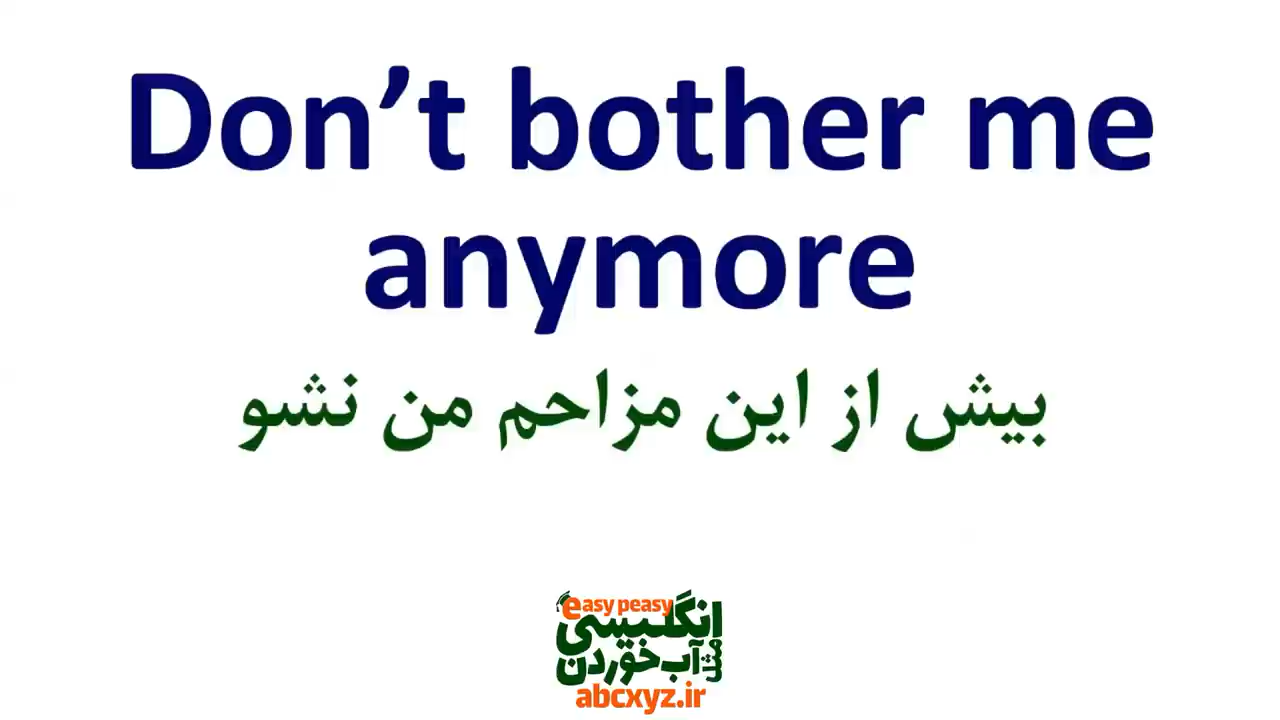 Don’t bother me
anymore
بیش از این مزاحم من نشو
easy peasy
انگلیسی
مثل آب خوردن
abcxyz.ir